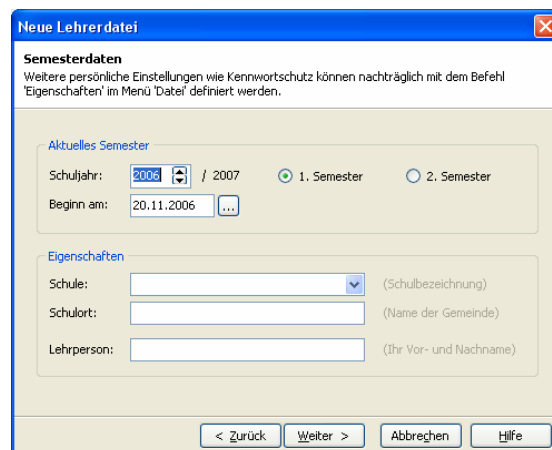 Neue Lehrerdatei
Semesterdaten
Weitere persönliche Einstellungen wie Kennwortschutz können nachträglich mit dem Befehl
'Eigenschaften' im Menü 'Datei' definiert werden.
Aktuelles Semester
Schuljahr: 2006 / 2007 1. Semester 2. Semester
Beginn am: 20.11.2006 ...
Eigenschaften
Schule: (Schulbezeichnung)
Schulort: (Name der Gemeinde)
Lehrperson: (Ihr Vor- und Nachname)
< Zurück Weiter > Abbrechen Hilfe